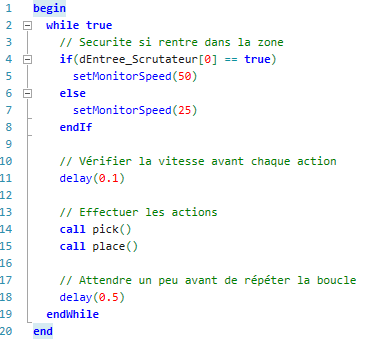 1 begin
2 while true
3 // Securite si rentre dans la zone
4 if(dEntree_Scrutateur[0] == true)
5 setMonitorSpeed(50)
6 else
7 setMonitorSpeed(25)
8 endIf
9
10 // Vérifier la vitesse avant chaque action
11 delay(0.1)
12
13 // Effectuer les actions
14 call pick()
15 call place()
16
17 // Attendre un peu avant de répéter la boucle
18 delay(0.5)
19 endWhile
20 end